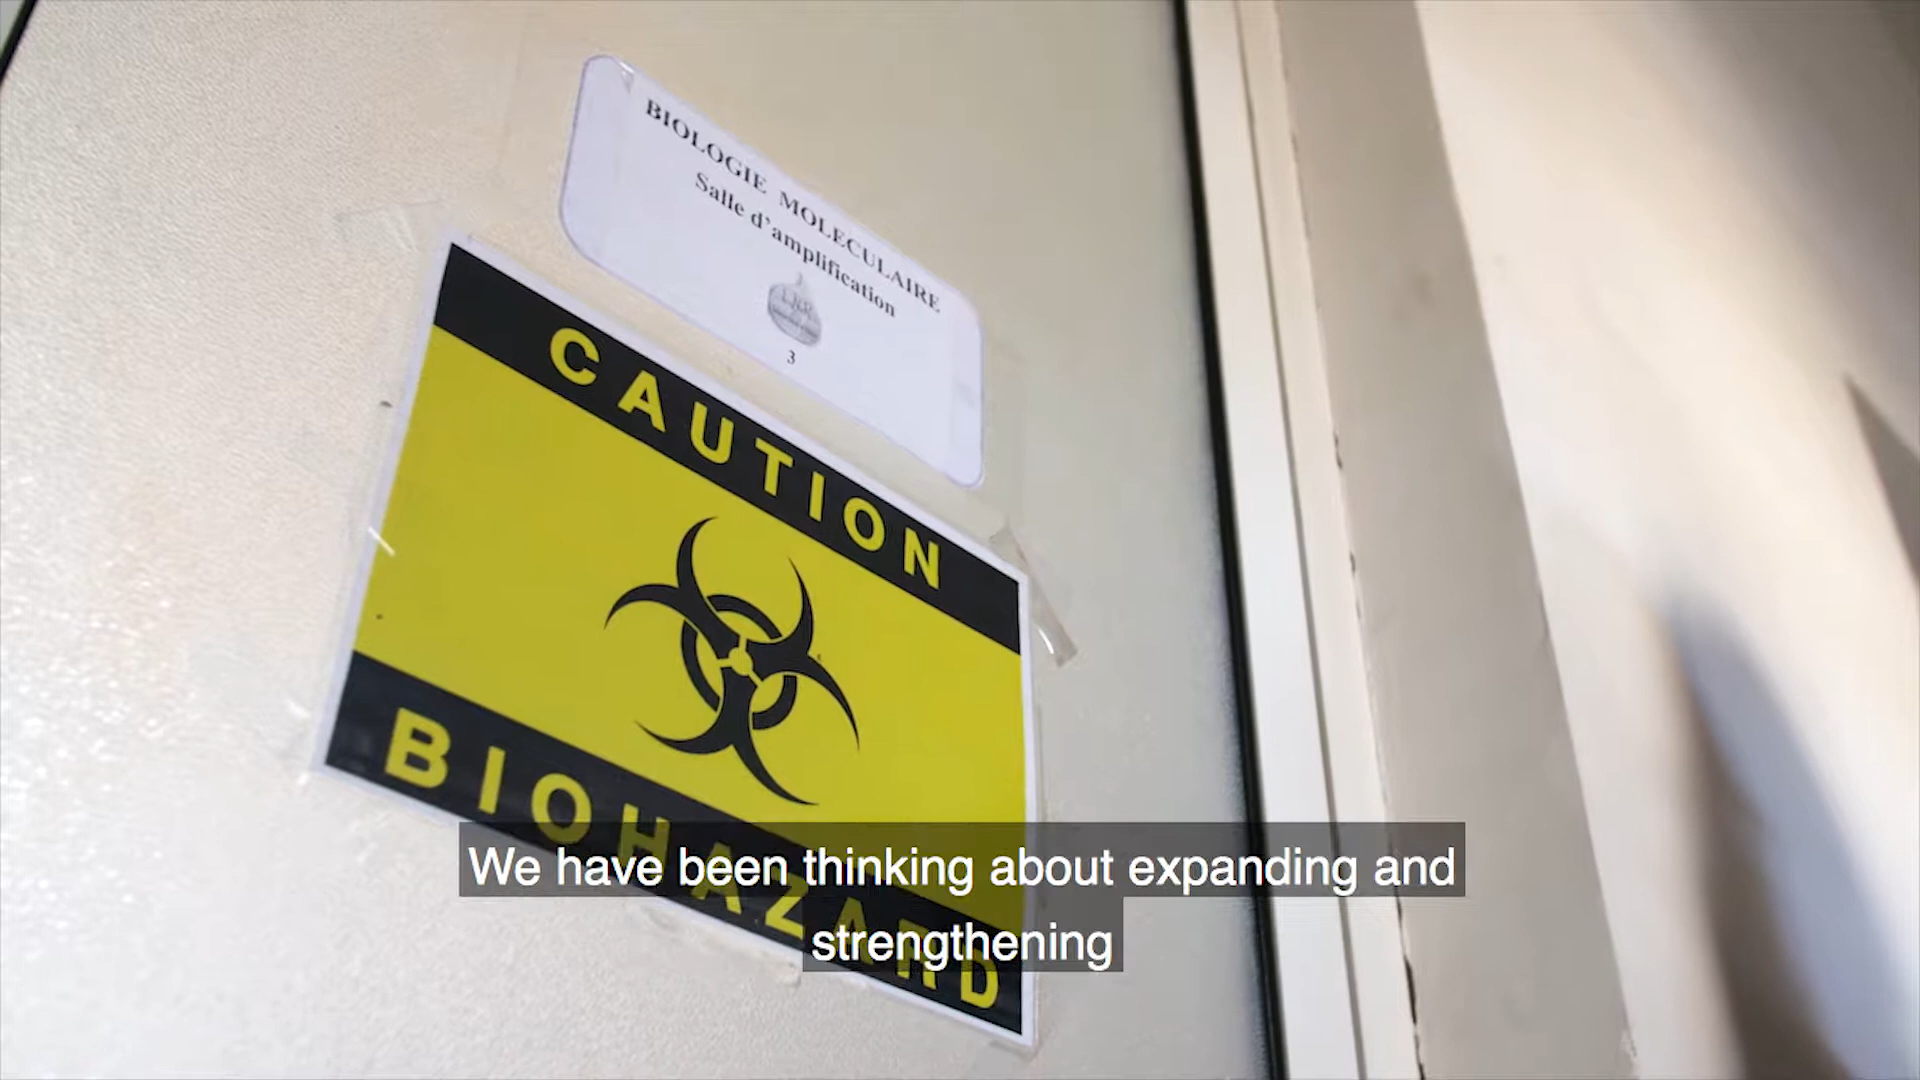 BIOLOGIE MOLECULAIRE
Salle d'amplification
3
CAUTION
BIOHAZARD
We have been thinking about expanding and
strengthening